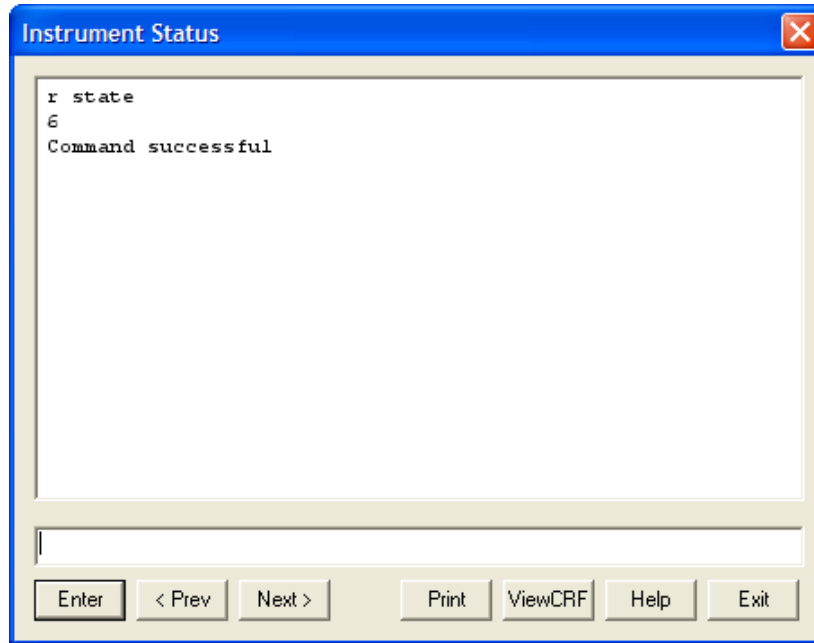 Instrument Status
r state
6
Command successful
Enter
< Prev
Next >
Print
ViewCRF
Help
Exit